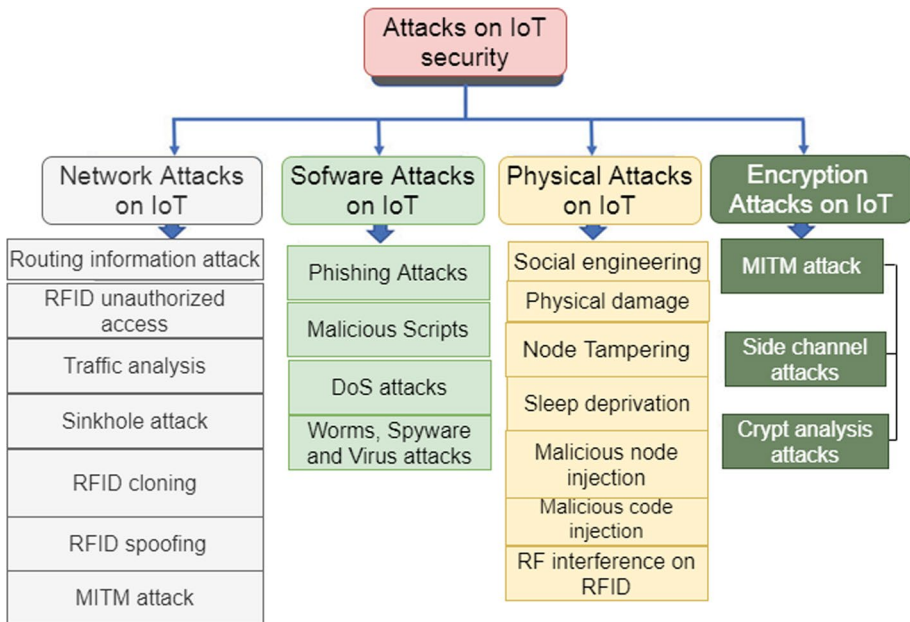 Attacks on IoT
security
Network Attacks
on IoT
Routing information attack
RFID unauthorized
access
Traffic analysis
Sinkhole attack
RFID cloning
RFID spoofing
MITM attack
Sofware Attacks
on IoT
Phishing Attacks
Malicious Scripts
DoS attacks
Worms, Spyware
and Virus attacks
Physical Attacks
on IoT
Social engineering
Physical damage
Node Tampering
Sleep deprivation
Malicious node
injection
Malicious code
injection
RF interference on
RFID
Encryption
Attacks on IoT
MITM attack
Side channel
attacks
Crypt analysis
attacks